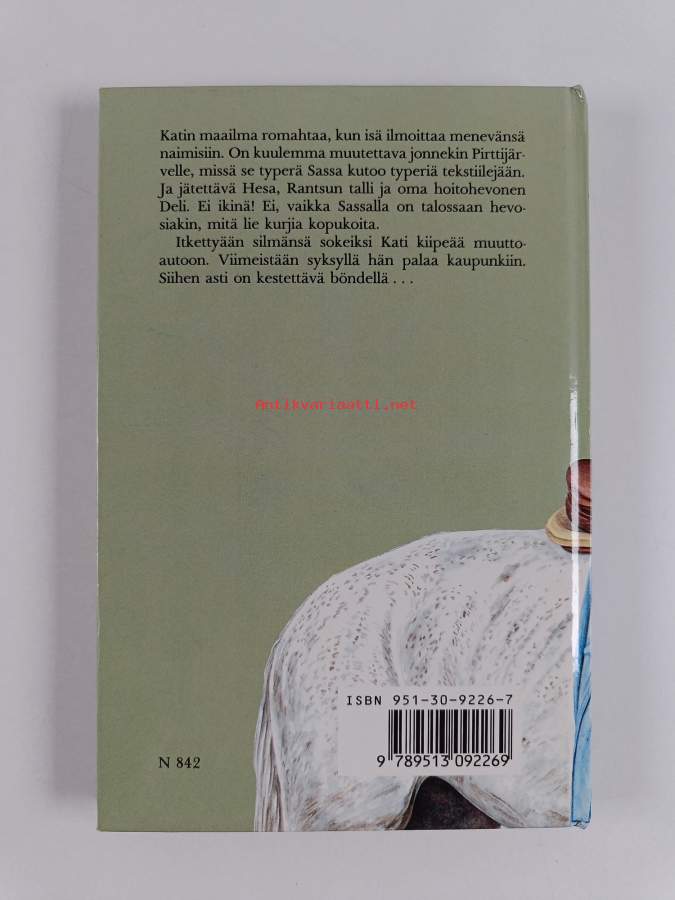 Katin maailma romahtaa, kun isä ilmoittaa menevänsä
naimisiin. On kuulemma muutettava jonnekin Pirttijär-
velle, missä se typerä Sassa kutoo typeriä tekstiilejään.
Ja jätettävä Hesa, Rantsun talli ja oma hoitohevonen
Deli. Ei ikinä! Ei, vaikka Sassalla on talossaan hevo-
siakin, mitä lie kurjia kopukoita.
Itkettyään silmänsä sokeiksi Kati kiipeää muutto-
autoon. Viimeistään syksyllä hän palaa kaupunkiin.
Siihen asti on kestettävä böndellä . . .
Antikvariaatti.net
ISBN 951-30-9226-7
9 789513 092269
N 842